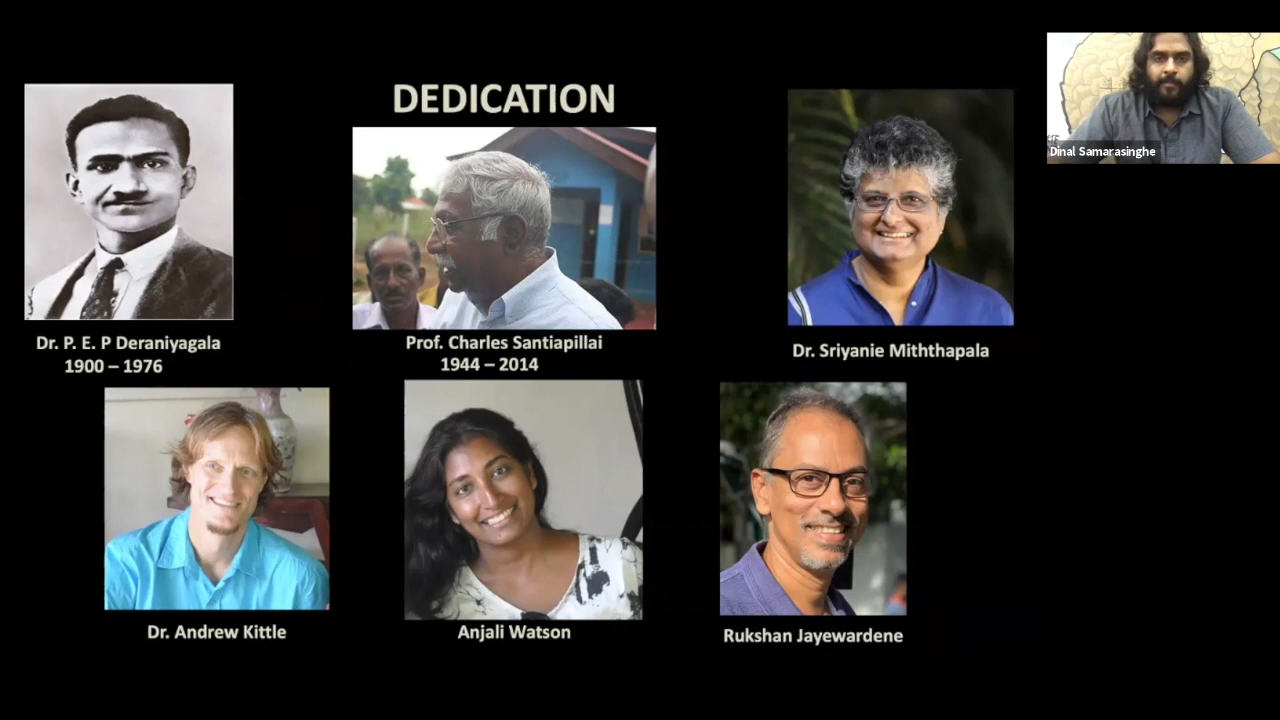 DEDICATION
Dinal Samarasinghe
Dr. P. E. P Deraniyagala
1900 – 1976
Prof. Charles Santiapillai
1944 – 2014
Dr. Sriyanie Miththapala
Dr. Andrew Kittle
Anjali Watson
Rukshan Jayewardene